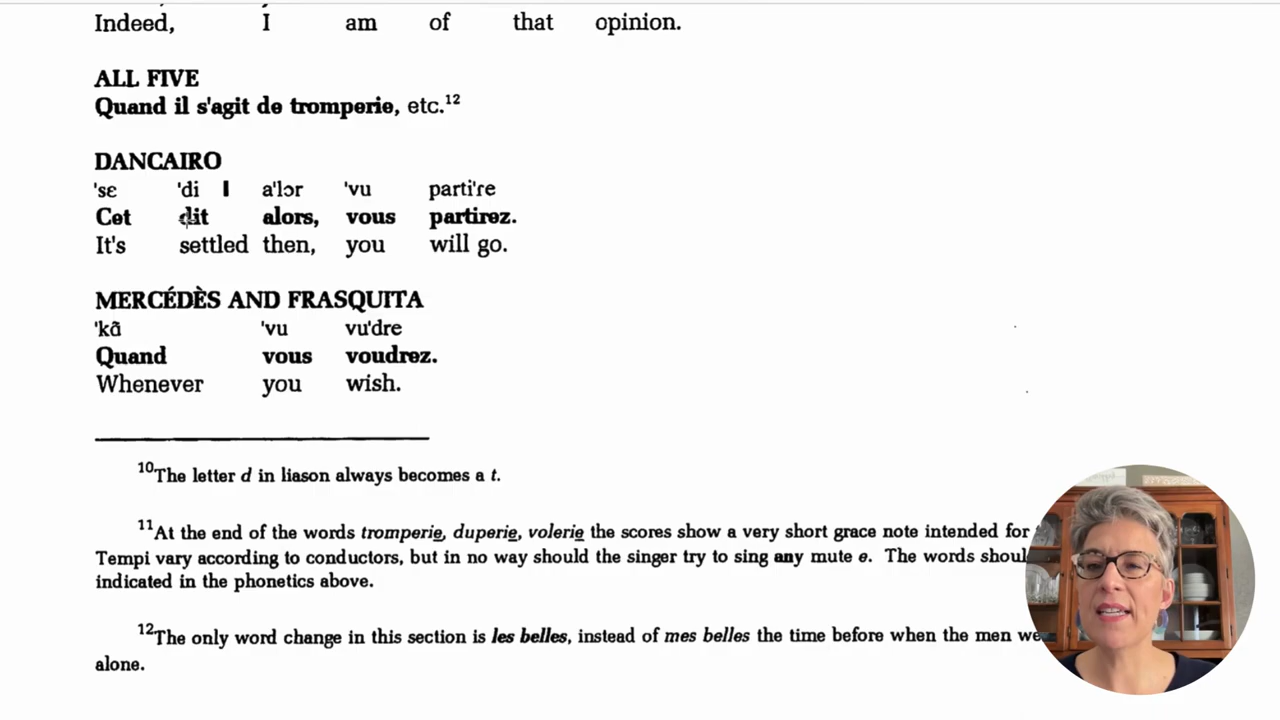 Indeed, I am of that opinion.
ALL FIVE
Quand il s'agit de tromperie, etc.12
DANCAIRO
'sɛ 'di ‖ a'lɔr 'vu parti're
Cet dit alors, vous partirez.
It's settled then, you will go.
MERCÉDÈS AND FRASQUITA
'kɑ̃ 'vu vu'dre
Quand vous voudrez.
Whenever you wish.
10The letter d in liason always becomes a t.
11At the end of the words tromperie, duperie, volerie the scores show a very short grace note intended for
Tempi vary according to conductors, but in no way should the singer try to sing any mute e. The words
indicated in the phonetics above.
12The only word change in this section is les belles, instead of mes belles the time before when the men
alone.